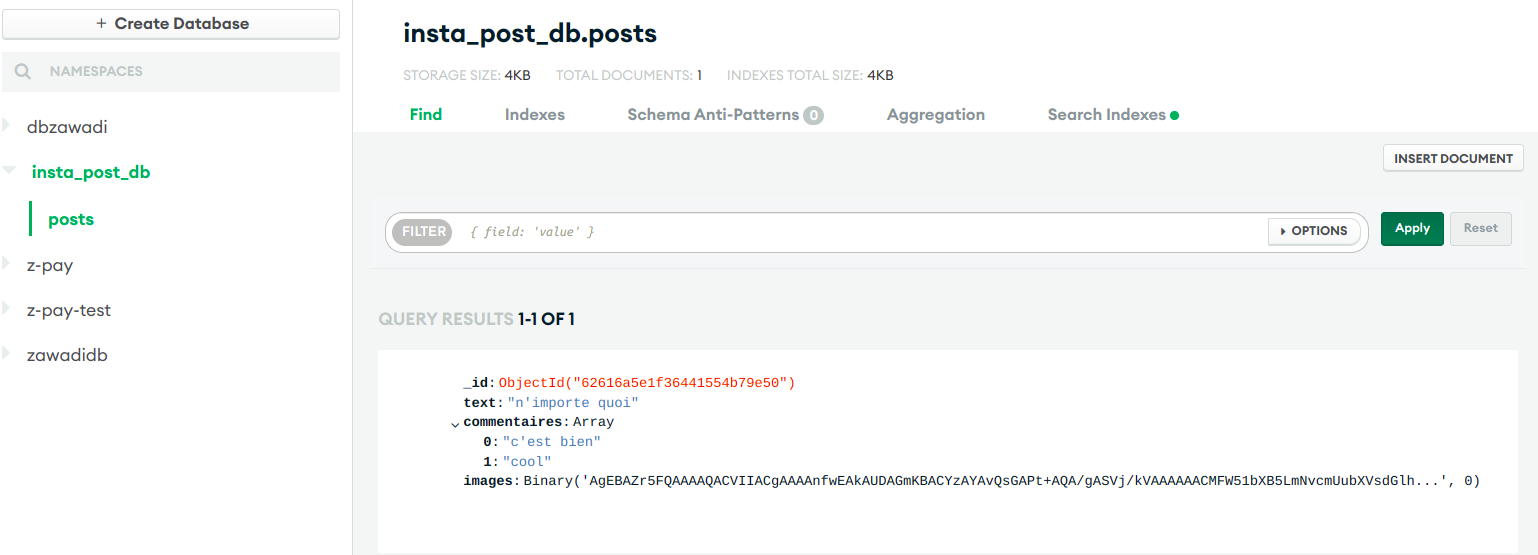 + Create Database
NAMESPACES
dbzawadi
insta_post_db
posts
z-pay
z-pay-test
zawadidb
insta_post_db.posts
STORAGE SIZE: 4KB TOTAL DOCUMENTS: 1 INDEXES TOTAL SIZE: 4KB
Find Indexes Schema Anti-Patterns 0 Aggregation Search Indexes
INSERT DOCUMENT
FILTER { field: 'value' } OPTIONS Apply Reset
QUERY RESULTS 1-1 OF 1
_id: ObjectId("62616a5e1f36441554b79e50")
text: "n'importe quoi"
commentaires: Array
0: "c'est bien"
1: "cool"
images: Binary('AgEBAZr5FQAAAAQACVIIACgAAAAnfwEAkAUDAGmKBACYzAYAvQsGAPt+AQA/gASVj/kVAAAAAACMFW51bXB5LmNvcmUubXVsdGlh...', 0)